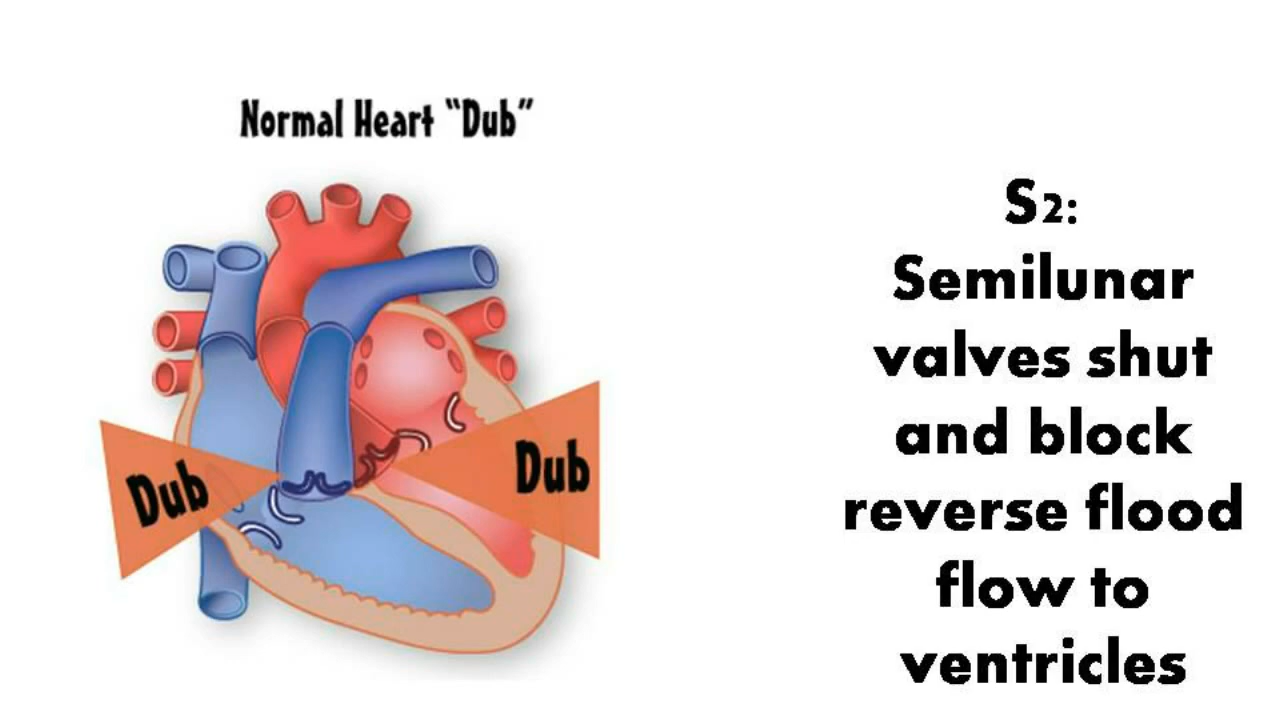 Normal Heart “Dub”
Dub
Dub
S2:
Semilunar
valves shut
and block
reverse flood
flow to
ventricles